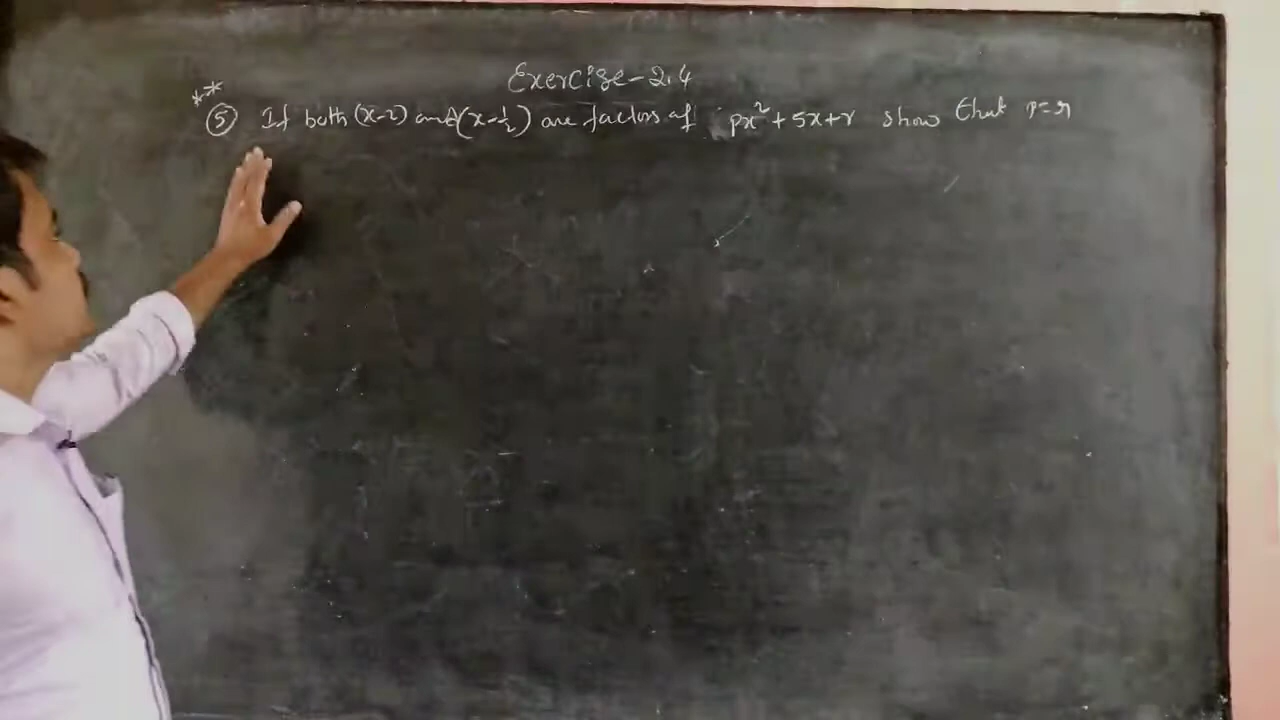 Exercise-2.4
**
⑤ If both (x-2) and (x-½) are factors of px²+5x+r show that p=r